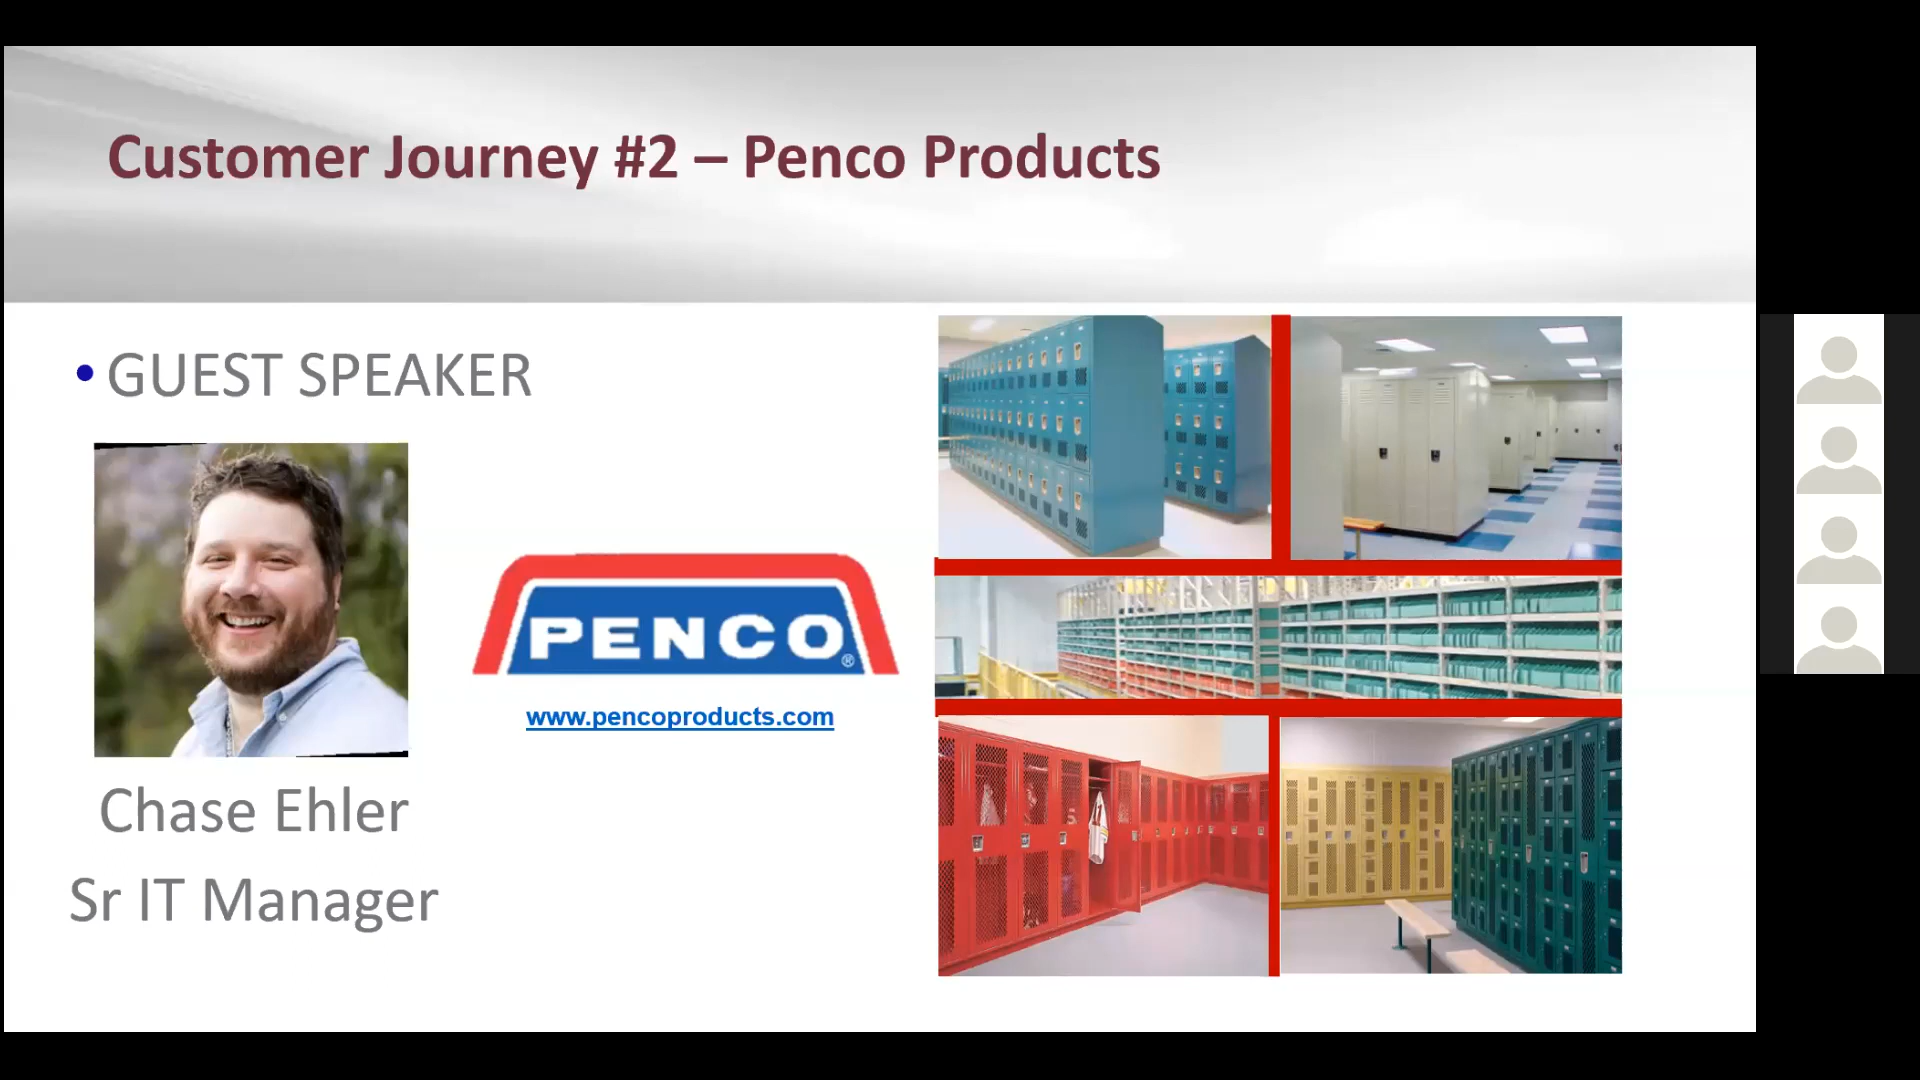 Customer Journey #2 – Penco Products
• GUEST SPEAKER
PENCO®
www.pencoproducts.com
Chase Ehler
Sr IT Manager